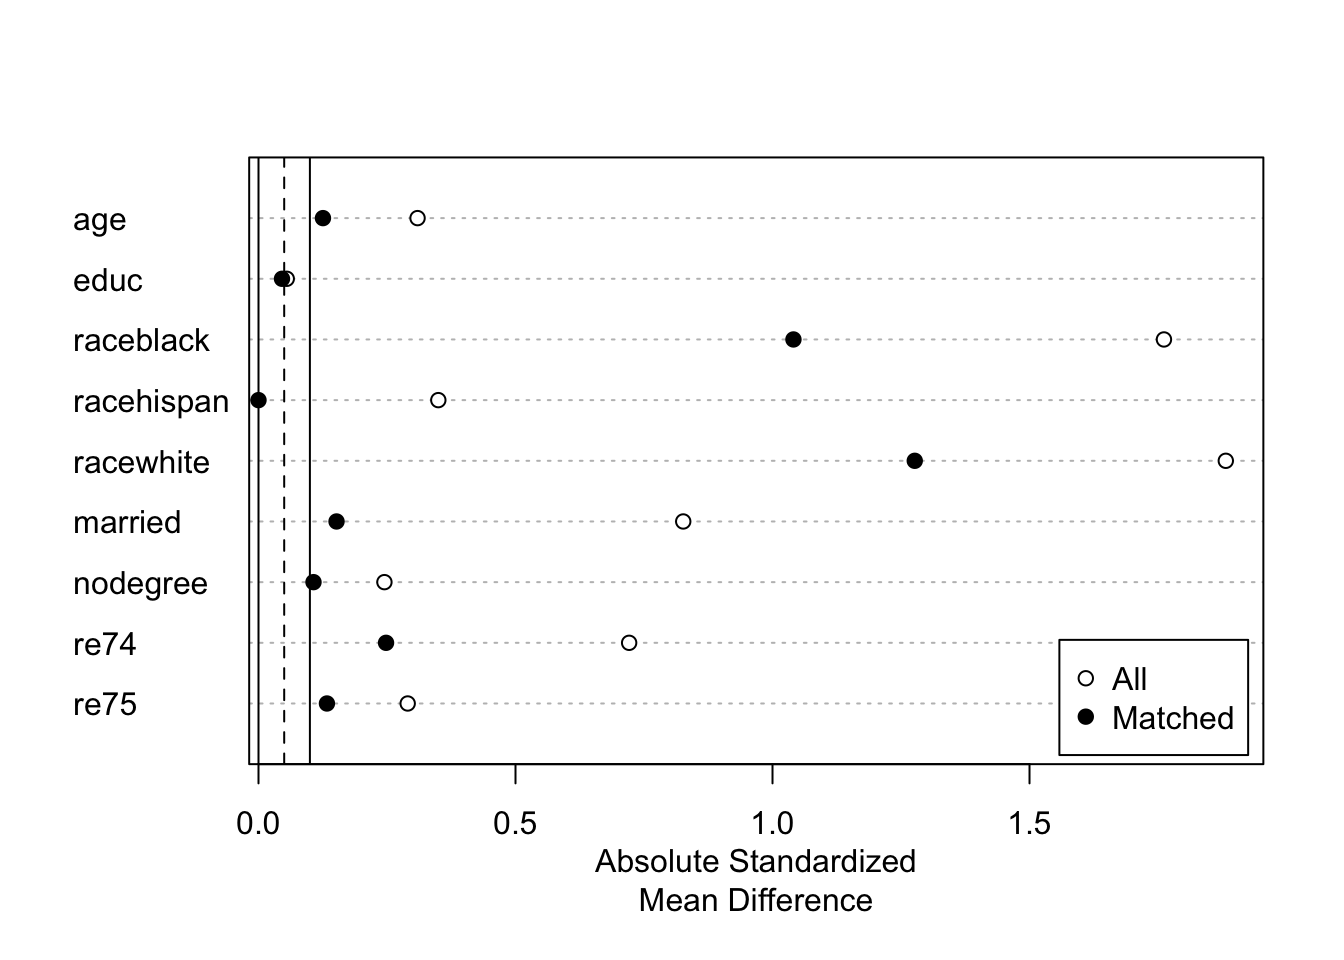 age
educ
raceblack
racehispan
racewhite
married
nodegree
re74
re75
All
Matched
0.0 0.5 1.0 1.5
Absolute Standardized
Mean Difference